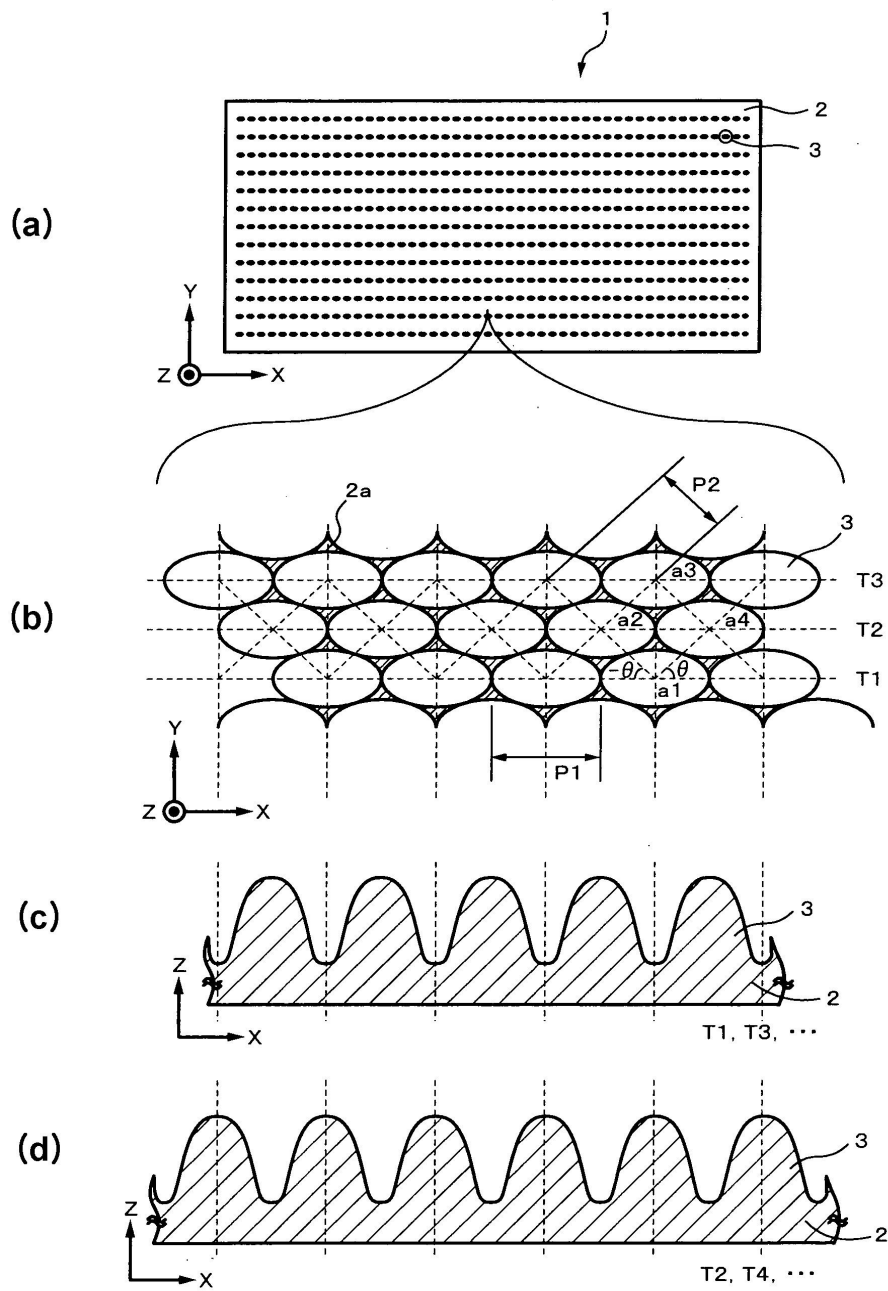 1
2
3
(a)
Y
Z
X
2a
P2
3
a3
T3
(b)
a2
a4
T2
-θ
θ
T1
a1
Y
P1
Z
X
(c)
3
Z
2
X
T1, T3, ···
(d)
3
Z
2
X
T2, T4, ···